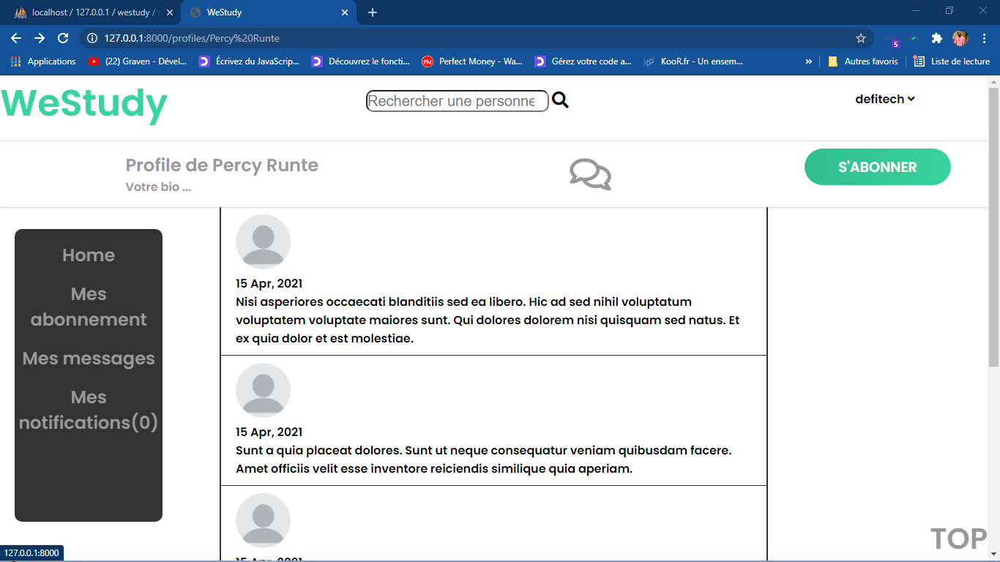 localhost / 127.0.0.1 / westudy /
WeStudy
127.0.0.1:8000/profiles/Percy%20Runte
5
Applications
(22) Graven - Dével...
Écrivez du JavaScrip...
Découvrez le foncti...
PM
Perfect Money - Wa...
Gérez votre code a...
KooR.fr - Un ensem...
»
Autres favoris
Liste de lecture
WeStudy
Rechercher une personne
defitech
Profile de Percy Runte
Votre bio ...
S'ABONNER
Home
Mes
abonnement
Mes messages
Mes
notifications(0)
15 Apr, 2021
Nisi asperiores occaecati blanditiis sed ea libero. Hic ad sed nihil voluptatum
voluptatem voluptate maiores sunt. Qui dolores dolorem nisi quisquam sed natus. Et
ex quia dolor et est molestiae.
15 Apr, 2021
Sunt a quia placeat dolores. Sunt ut neque consequatur veniam quibusdam facere.
Amet officiis velit esse inventore reiciendis similique quia aperiam.
15 Apr, 2021
TOP
127.0.0.1:8000